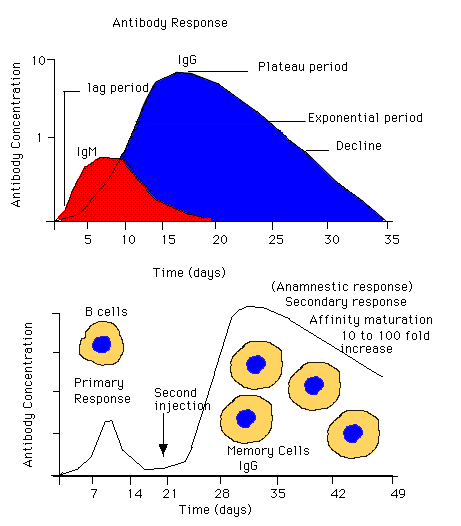 Antibody Response
Antibody Concentration
10
1
IgG
Plateau period
lag period
Exponential period
IgM
Decline
5 10 15 20 25 30 35
Time (days)
(Anamnestic response)
Secondary response
Affinity maturation
10 to 100 fold
increase
B cells
Primary
Response
Second
injection
Memory Cells
IgG
Antibody Concentration
7 14 21 28 31 35 42 49
Time (days)